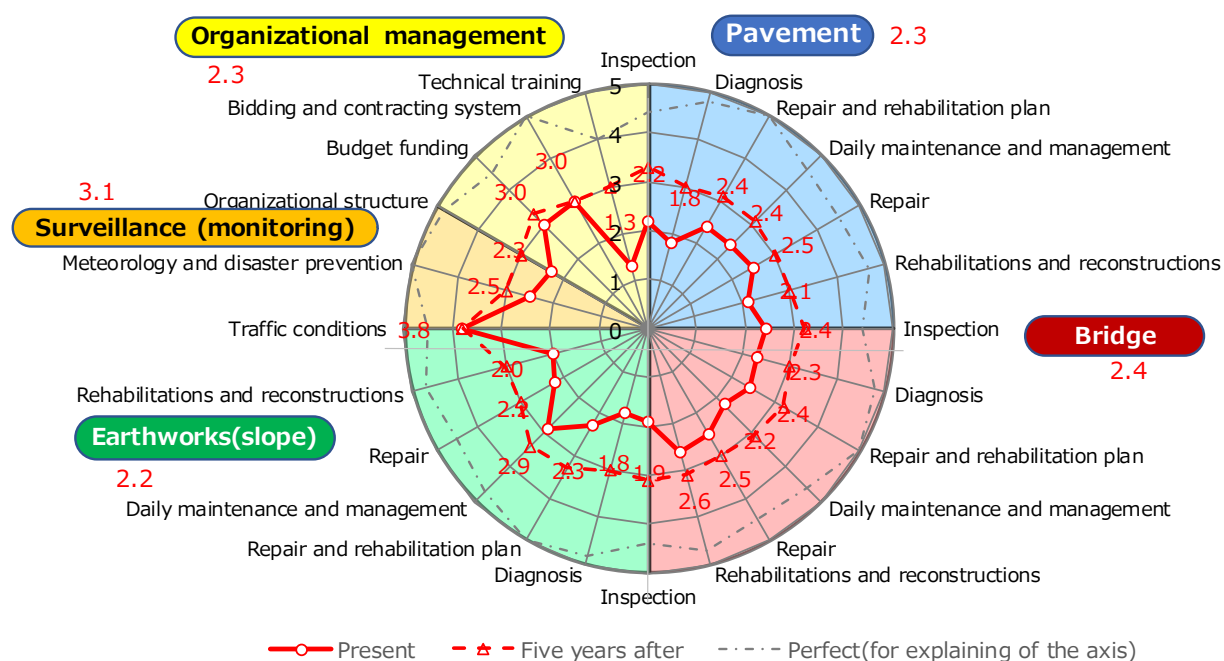 Organizational management
2.3
Pavement 2.3
Inspection
Technical training
Diagnosis
Bidding and contracting system
Repair and rehabilitation plan
Budget funding
Daily maintenance and management
3.1
Organizational structure
Repair
Surveillance (monitoring)
Meteorology and disaster prevention
Rehabilitations and reconstructions
Traffic conditions
Inspection
Bridge
2.4
Rehabilitations and reconstructions
Diagnosis
Earthworks(slope)
2.2
Repair
Repair and rehabilitation plan
Daily maintenance and management
Daily maintenance and management
Repair and rehabilitation plan
Repair
Diagnosis
Rehabilitations and reconstructions
Inspection
5
4
3
2
1
0
2.2
1.8
2.4
2.4
2.5
2.1
2.4
2.3
2.4
2.2
2.5
2.6
1.9
1.8
2.3
2.9
2.0
3.8
2.5
2.3
3.0
3.0
1.3
Present
Five years after
Perfect(for explaining of the axis)